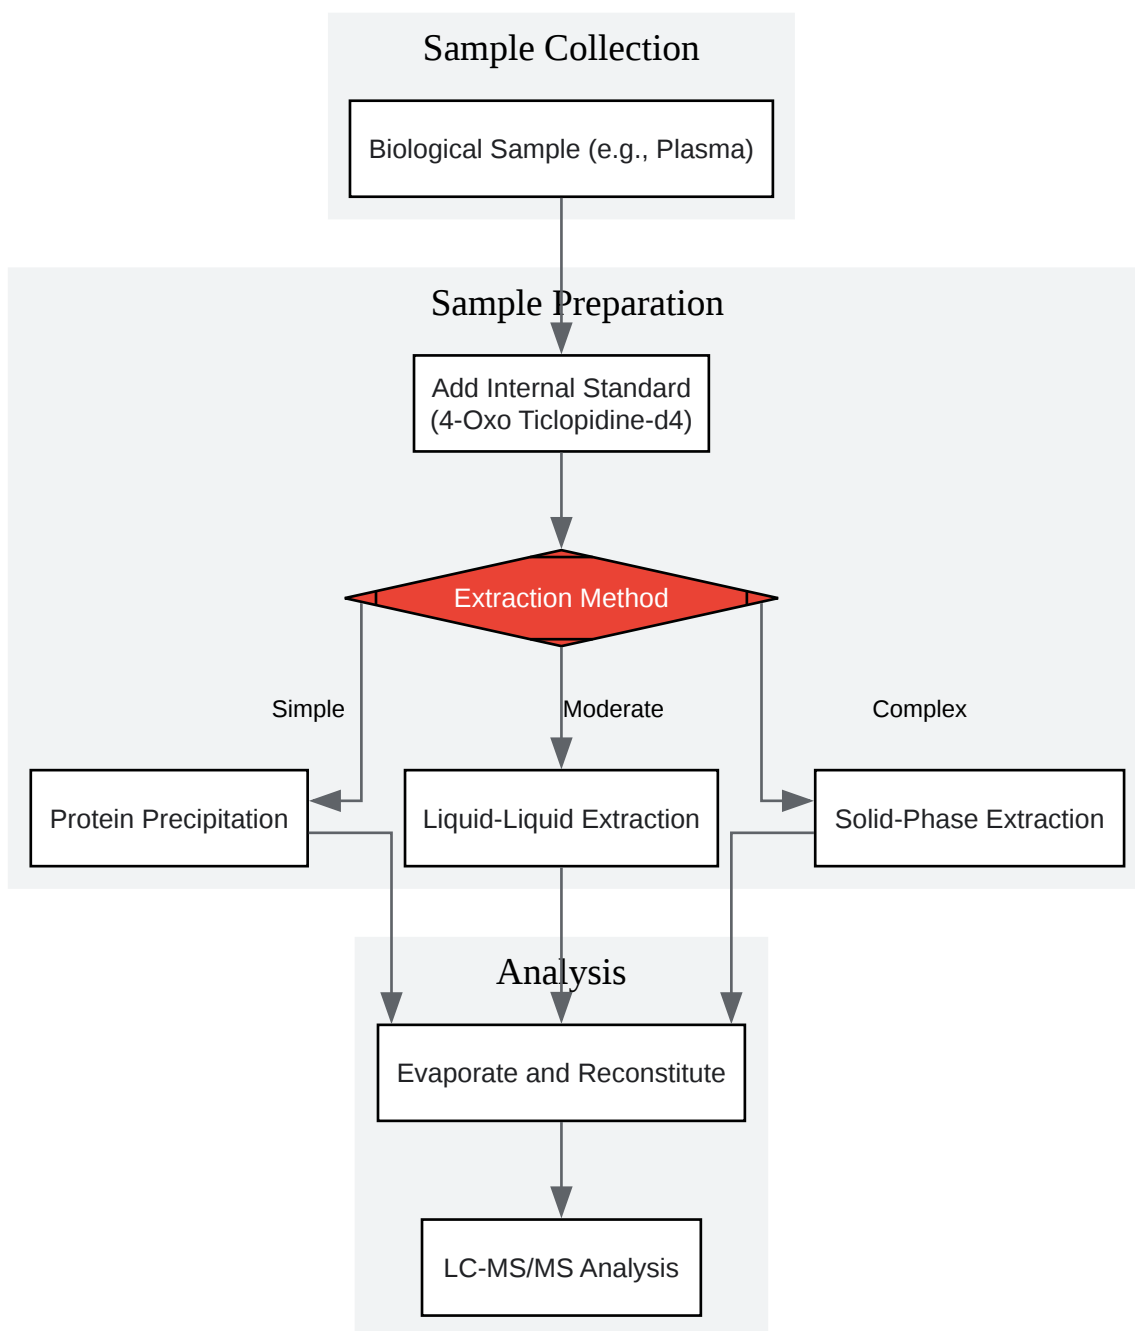 Sample Collection
Biological Sample (e.g., Plasma)
Sample Preparation
Add Internal Standard
(4-Oxo Ticlopidine-d4)
Extraction Method
Simple
Moderate
Complex
Protein Precipitation
Liquid-Liquid Extraction
Solid-Phase Extraction
Analysis
Evaporate and Reconstitute
LC-MS/MS Analysis